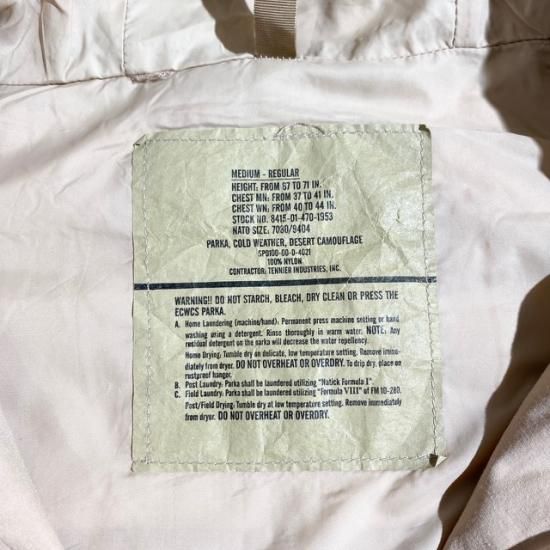 MEDIUM - REGULAR
HEIGHT: FROM 67 TO 71 IN.
CHEST MN: FROM 37 TO 41 IN.
CHEST WN: FROM 40 TO 44 IN.
STOCK NO. 8415-01-470-1953
NATO SIZE: 7080/9404
PARKA, COLD WEATHER, DESERT CAMOUFLAGE
SPO100-00-D-4021
100% NYLON
CONTRACTOR: TENNIER INDUSTRIES, INC.
WARNING!! DO NOT STARCH, BLEACH, DRY CLEAN OR PRESS THE
ECWCS PARKA.
A. Home Laundering (machine/hand): Permanent press machine setting or hand
washing using a detergent. Rinse thoroughly in warm water. NOTE: Any
residual detergent on the parka will decrease the water repellency.
Home Drying: Tumble dry on delicate, low temperature setting. Remove imme-
diately from dryer. DO NOT OVERHEAT OR OVERDRY. To drip dry, place on
rustproof hanger.
B. Post Laundry: Parka shall be laundered utilizing "Natick Formula I".
C. Field Laundry: Parka shall be laundered utilizing "Formula VIII" of FM 10-280.
Post/Field Drying: Tumble dry at low temperature setting. Remove immediately
from dryer. DO NOT OVERHEAT OR OVERDRY.